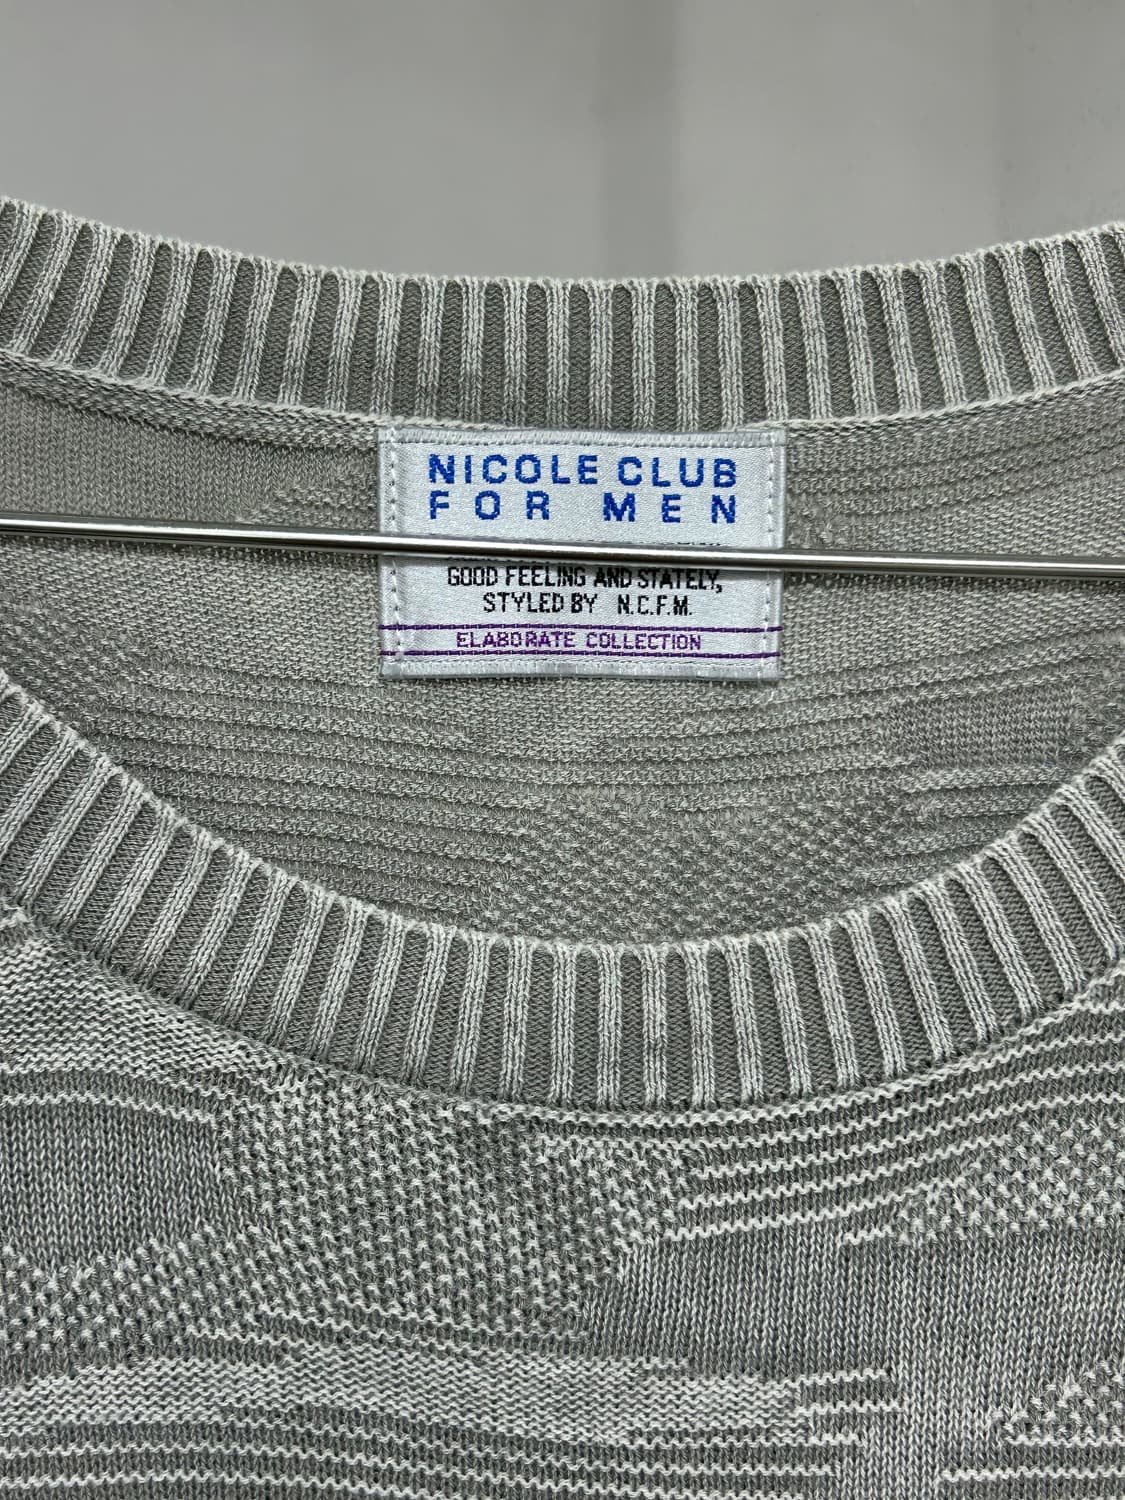 NICOLE CLUB
FOR MEN
GOOD FEELING AND STATELY,
STYLED BY N.C.F.M.
ELABORATE COLLECTION